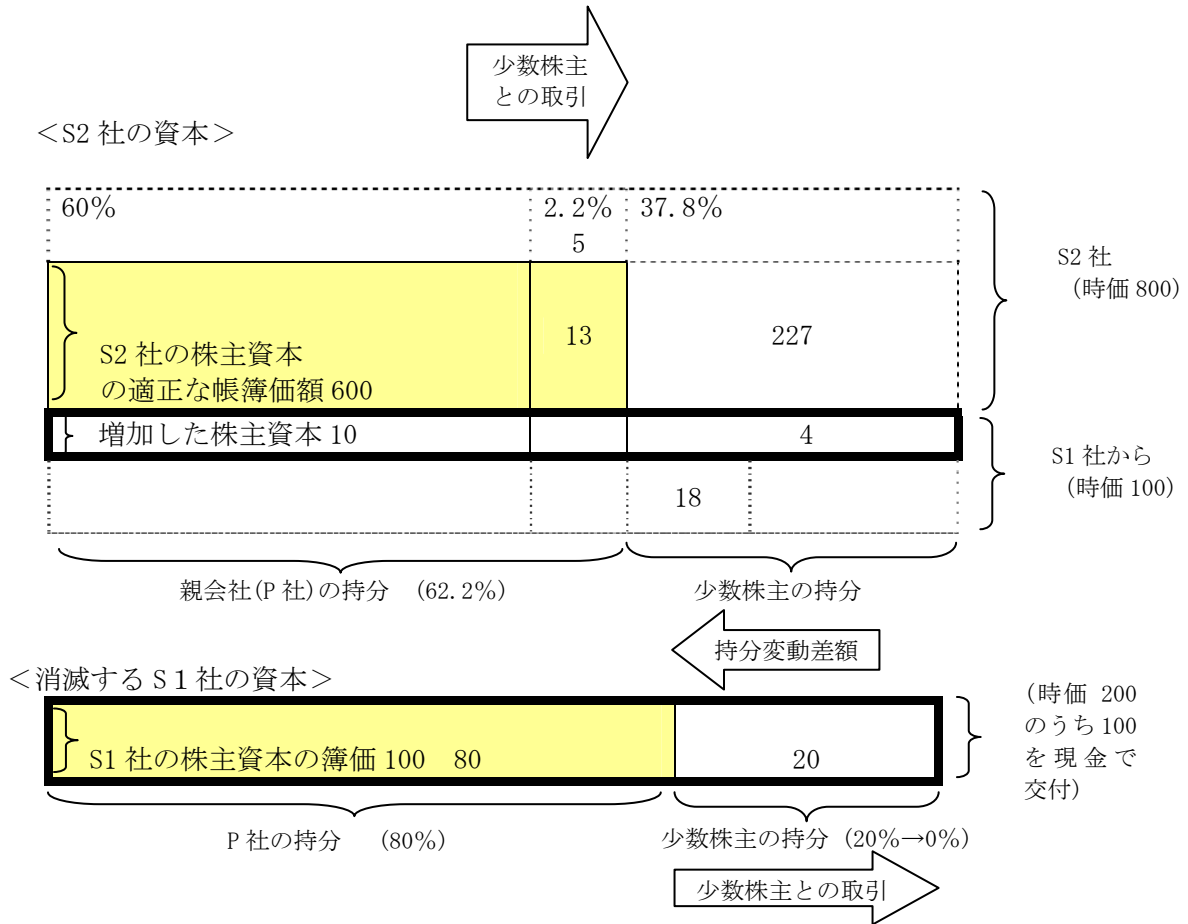 少数株主
との取引
＜S2 社の資本＞
60%
2.2%
37.8%
5
S2 社
（時価 800）
13
227
S2 社の株主資本
の適正な帳簿価額 600
増加した株主資本 10
4
S1 社から
（時価 100）
18
親会社(P 社)の持分　(62.2%)
少数株主の持分
持分変動差額
＜消滅するＳ１社の資本＞
（時価 200
のうち 100
を現金で
交付）
S1 社の株主資本の簿価 100　80
20
P 社の持分　(80%)
少数株主の持分（20%→0%）
少数株主との取引